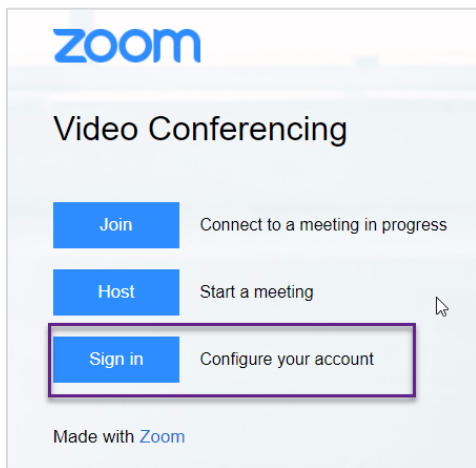 zoom
Video Conferencing
Join Connect to a meeting in progress
Host Start a meeting
Sign in Configure your account
Made with Zoom